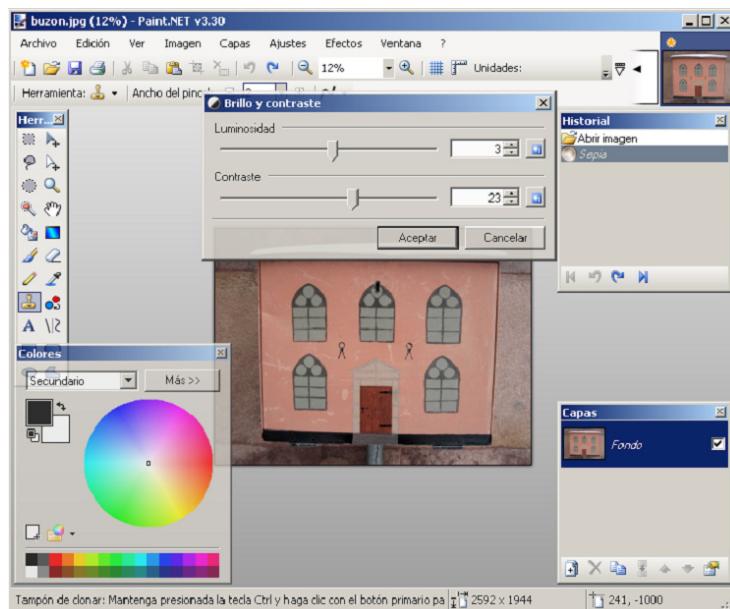 buzon.jpg (12%) - Paint.NET v3.30
Archivo Edición Ver Imagen Capas Ajustes Efectos Ventana ?
12% Unidades:
Herramienta: Ancho del pinc
Brillo y contraste
Luminosidad
3
Contraste
23
Aceptar Cancelar
Herr...
Historial
Abrir imagen
Sepia
Colores
Secundario Más >>
Capas
Fondo
Tampón de clonar: Mantenga presionada la tecla Ctrl y haga clic con el botón primario pa 2592 x 1944 241, -1000